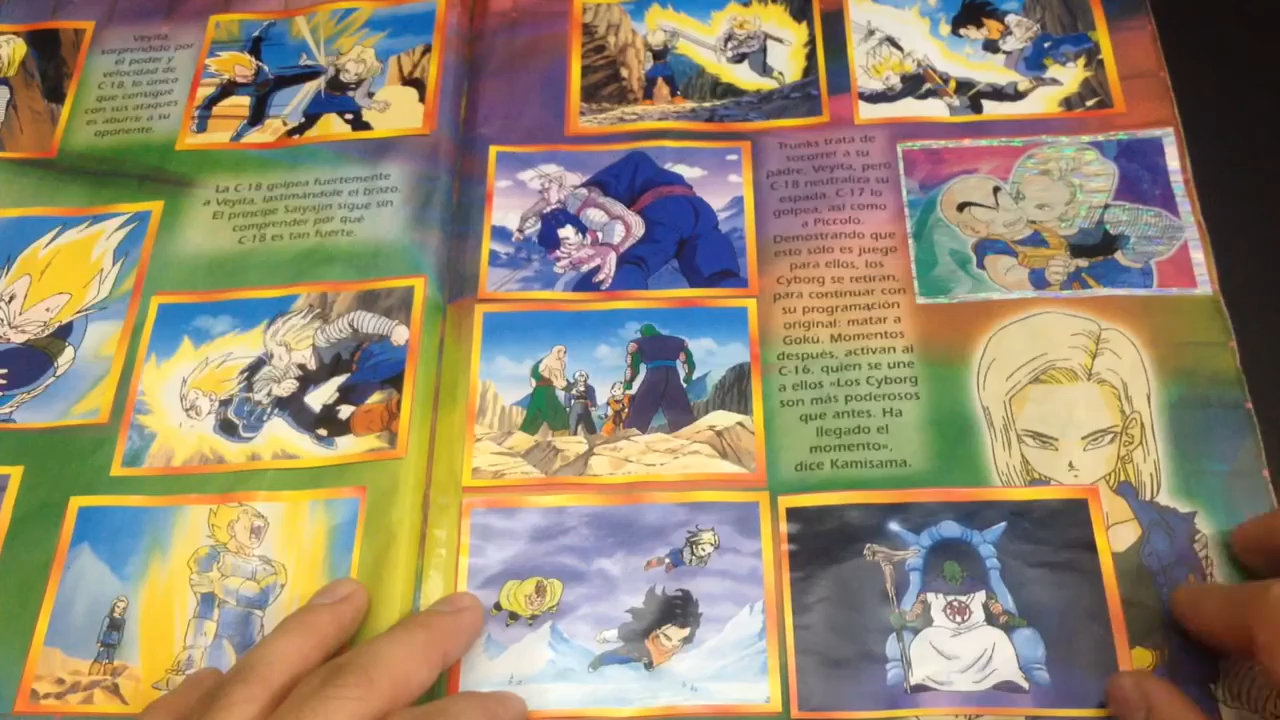 Veyita,
sorprendido por
el poder y
velocidad de
C-18, lo único
que consigue
con sus ataques
es aburrir a su
oponente.
La C-18 golpea fuertemente
a Veyita, lastimándole el brazo.
El príncipe Saiyajin sigue sin
comprender por qué
C-18 es tan fuerte.
Trunks trata de
socorrer a su
padre, Veyita, pero
C-18 neutraliza su
espada. C-17 lo
golpea, así como
a Piccolo.
Demostrando que
esto sólo es juego
para ellos, los
Cyborg se retiran,
para continuar con
su programación
original: matar a
Gokú. Momentos
después, activan al
C-16, quien se une
a ellos «Los Cyborg
son más poderosos
que antes. Ha
llegado el
momento»,
dice Kamisama.